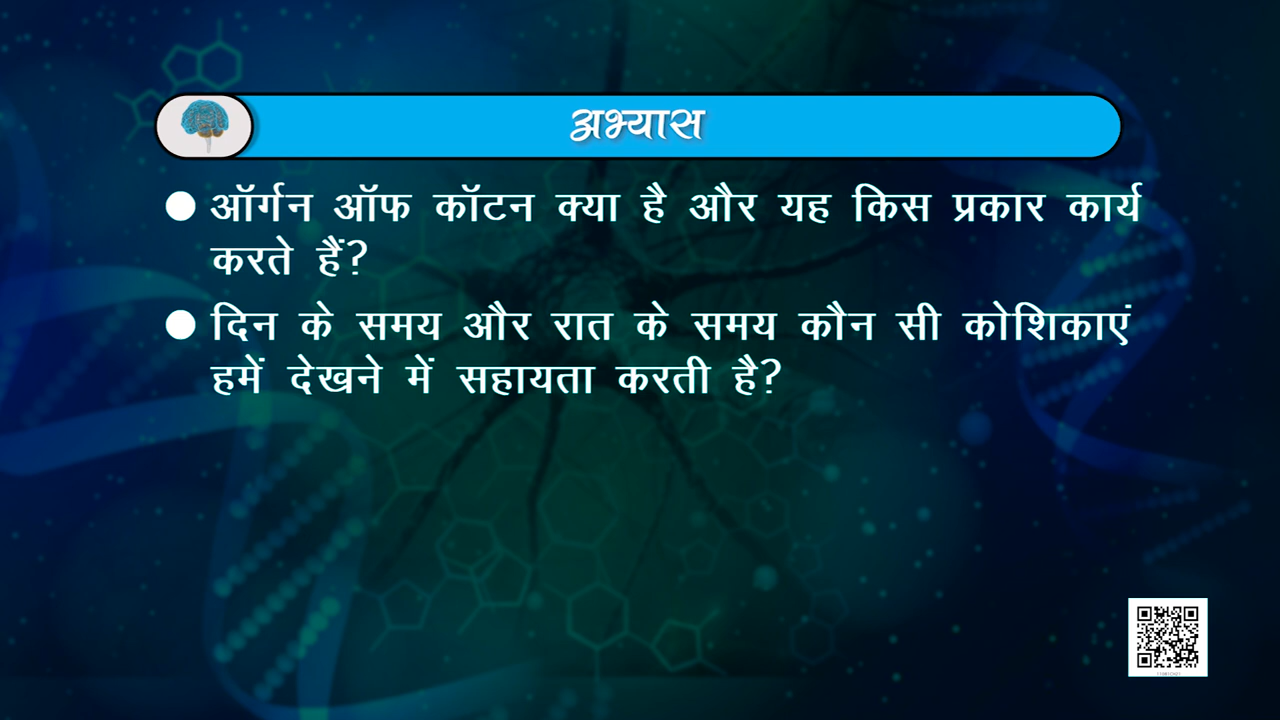 अभ्यास
ऑर्गन ऑफ कॉटन क्या है और यह किस प्रकार कार्य
करते हैं?
दिन के समय और रात के समय कौन सी कोशिकाएं
हमें देखने में सहायता करती है?